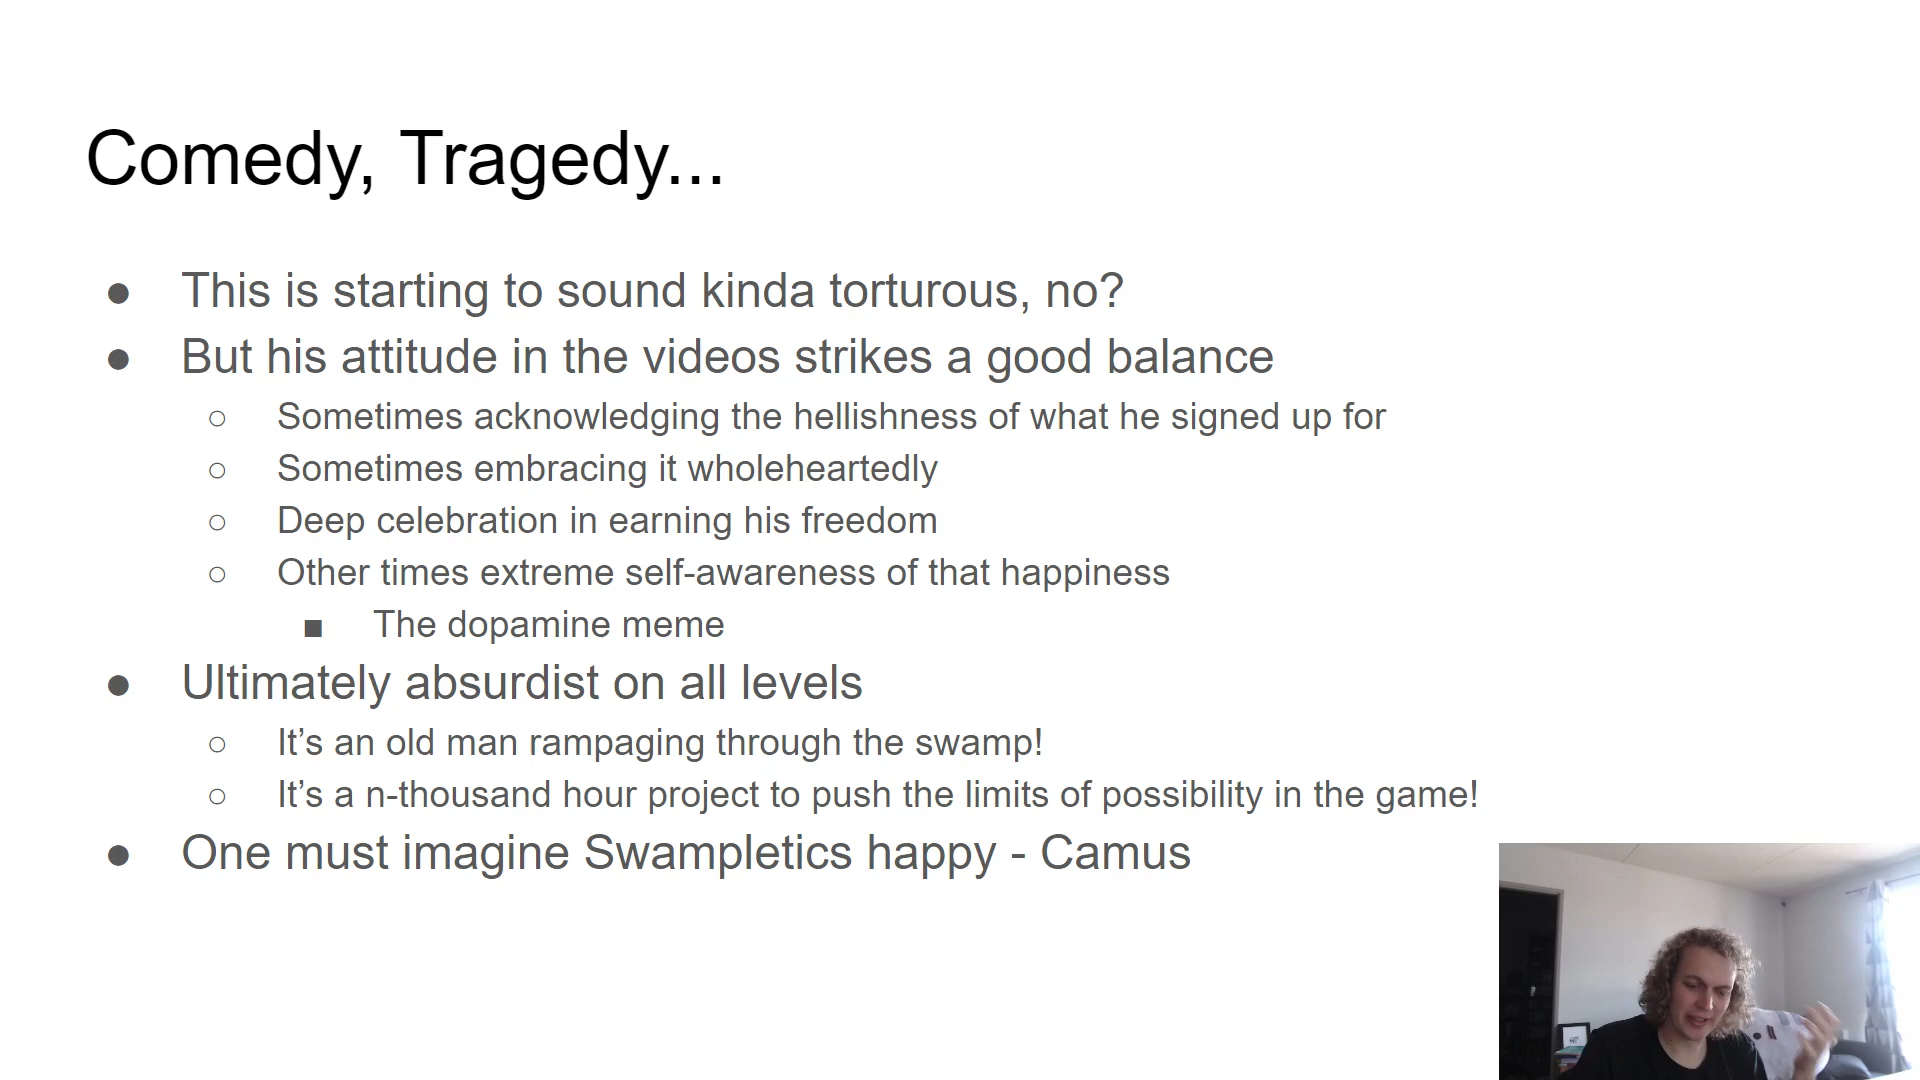 Comedy, Tragedy...
● This is starting to sound kinda torturous, no?
● But his attitude in the videos strikes a good balance
○ Sometimes acknowledging the hellishness of what he signed up for
○ Sometimes embracing it wholeheartedly
○ Deep celebration in earning his freedom
○ Other times extreme self-awareness of that happiness
■ The dopamine meme
● Ultimately absurdist on all levels
○ It’s an old man rampaging through the swamp!
○ It’s a n-thousand hour project to push the limits of possibility in the game!
● One must imagine Swampletics happy - Camus